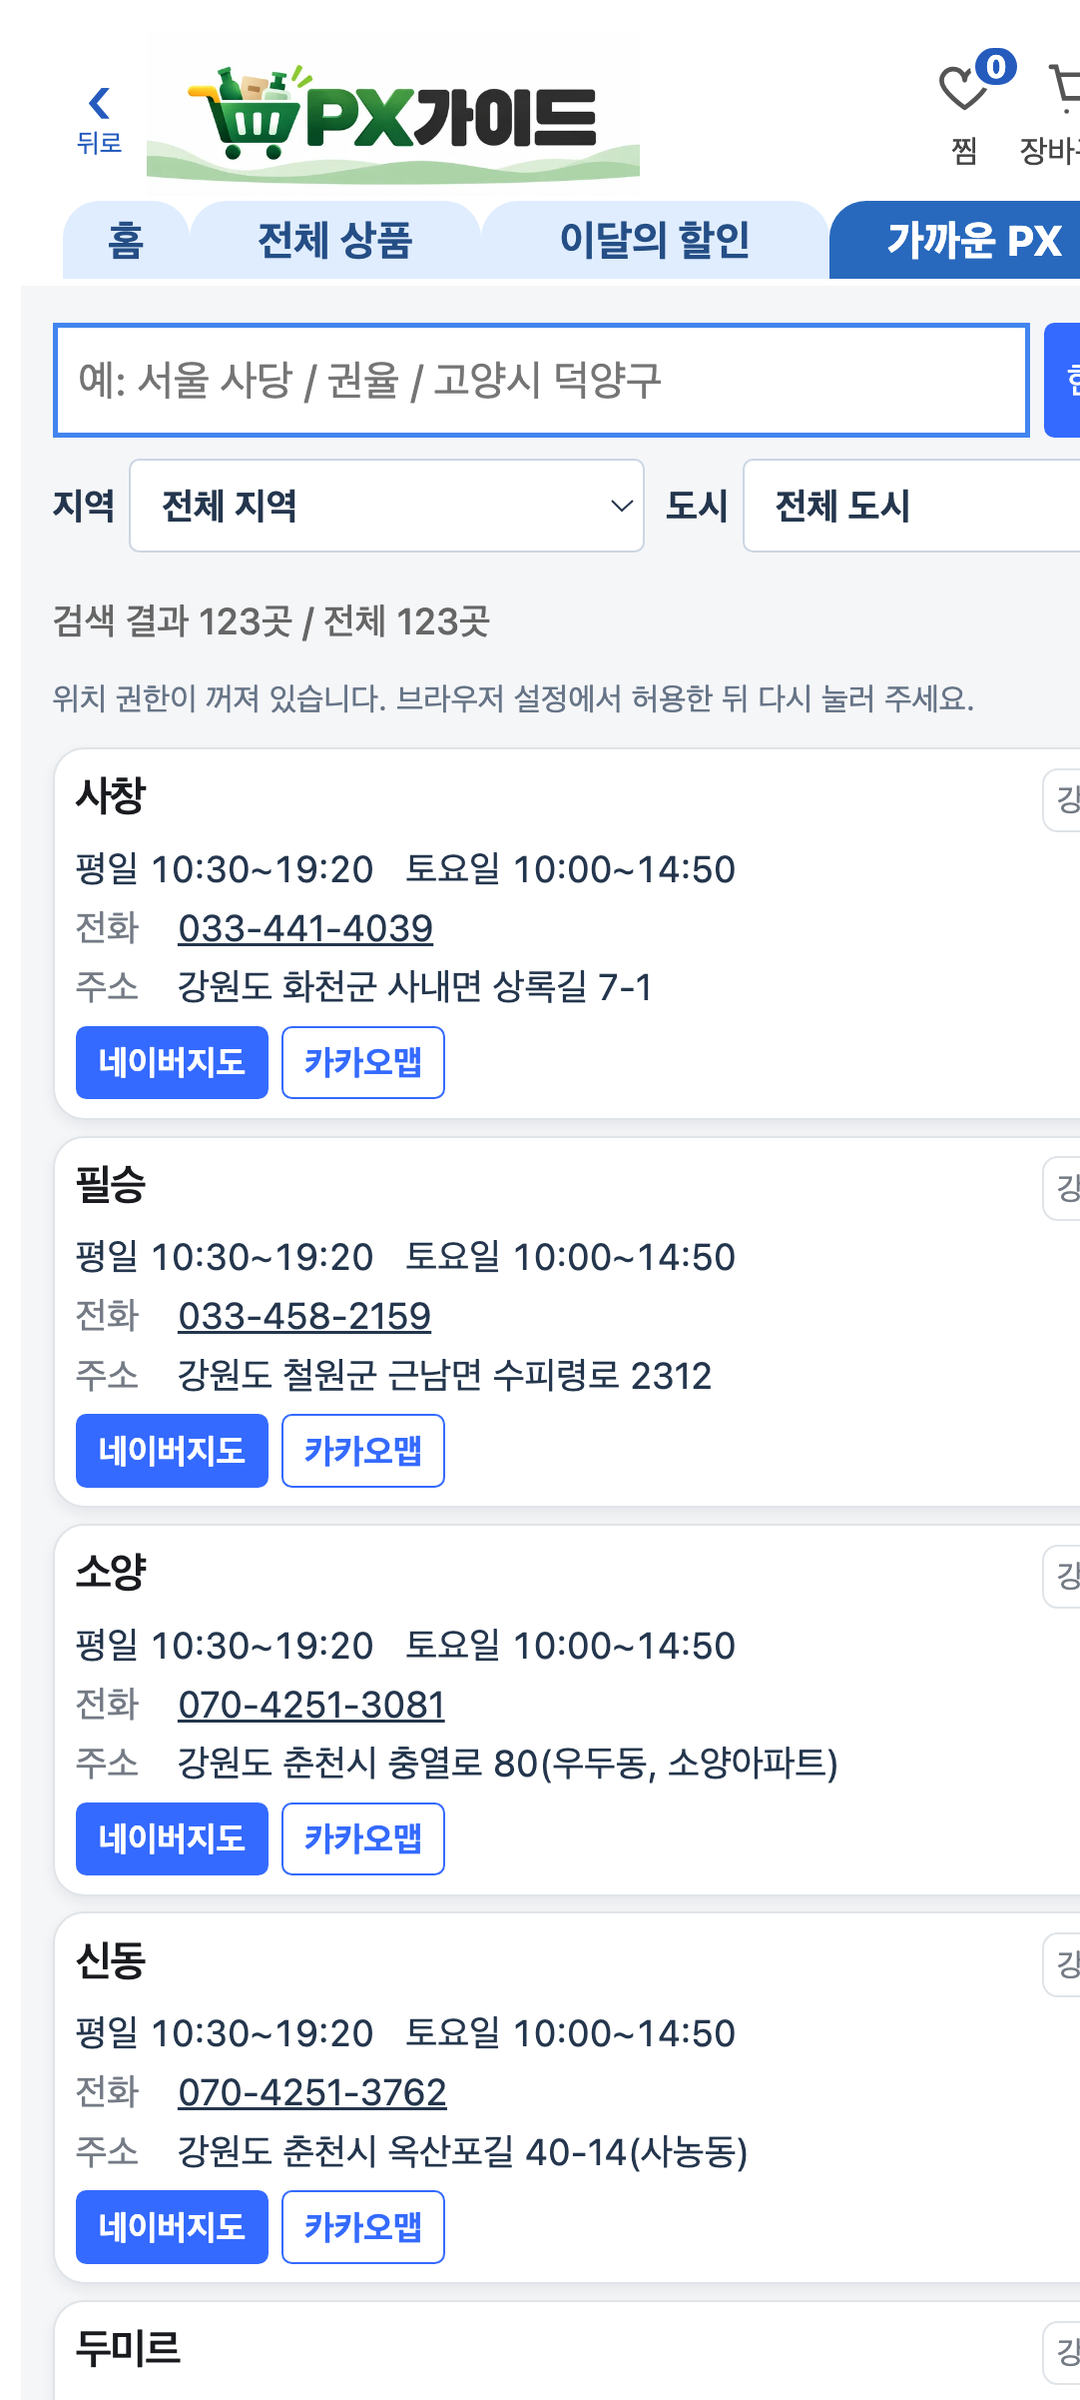 뒤로
PX가이드
0
찜
홈
전체 상품
이달의 할인
가까운 PX
예: 서울 사당 / 권율 / 고양시 덕양구
지역
전체 지역
도시
전체 도시
검색 결과 123곳 / 전체 123곳
위치 권한이 꺼져 있습니다. 브라우저 설정에서 허용한 뒤 다시 눌러 주세요.
사창
강
평일 10:30~19:20 토요일 10:00~14:50
전화 033-441-4039
주소 강원도 화천군 사내면 상록길 7-1
네이버지도 카카오맵
필승
강
평일 10:30~19:20 토요일 10:00~14:50
전화 033-458-2159
주소 강원도 철원군 근남면 수피령로 2312
네이버지도 카카오맵
소양
강
평일 10:30~19:20 토요일 10:00~14:50
전화 070-4251-3081
주소 강원도 춘천시 충열로 80(우두동, 소양아파트)
네이버지도 카카오맵
신동
강
평일 10:30~19:20 토요일 10:00~14:50
전화 070-4251-3762
주소 강원도 춘천시 옥산포길 40-14(사농동)
네이버지도 카카오맵
두미르
강